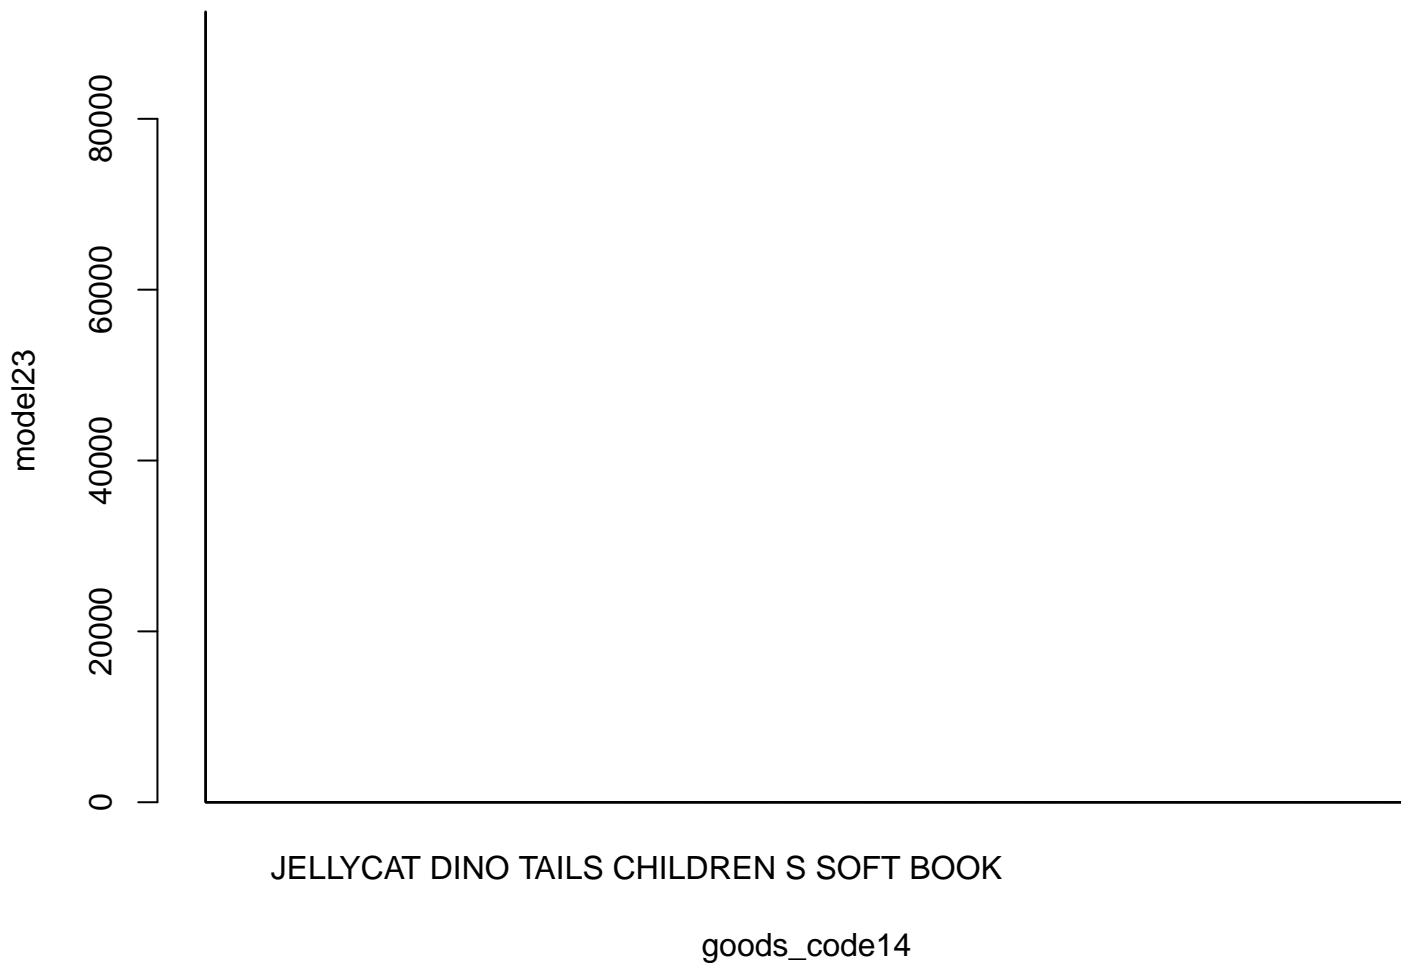 80000
60000
40000
20000
0
model23
JELLYCAT DINO TAILS CHILDREN S SOFT BOOK
goods_code14